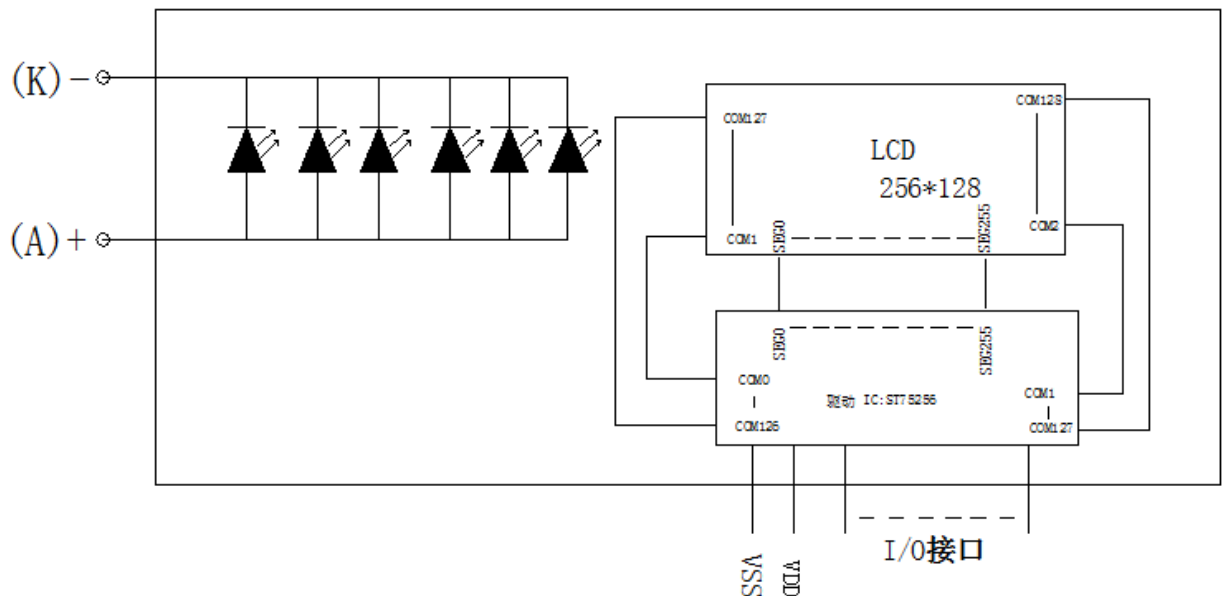 (K)-
(A)+
COM127
COM128
LCD
256*128
COM1
SEG0
SEG255
COM2
SEG0
SEG255
COM0
驱动 IC:ST75256
COM1
COM126
COM127
VSS
VDD
I/O接口